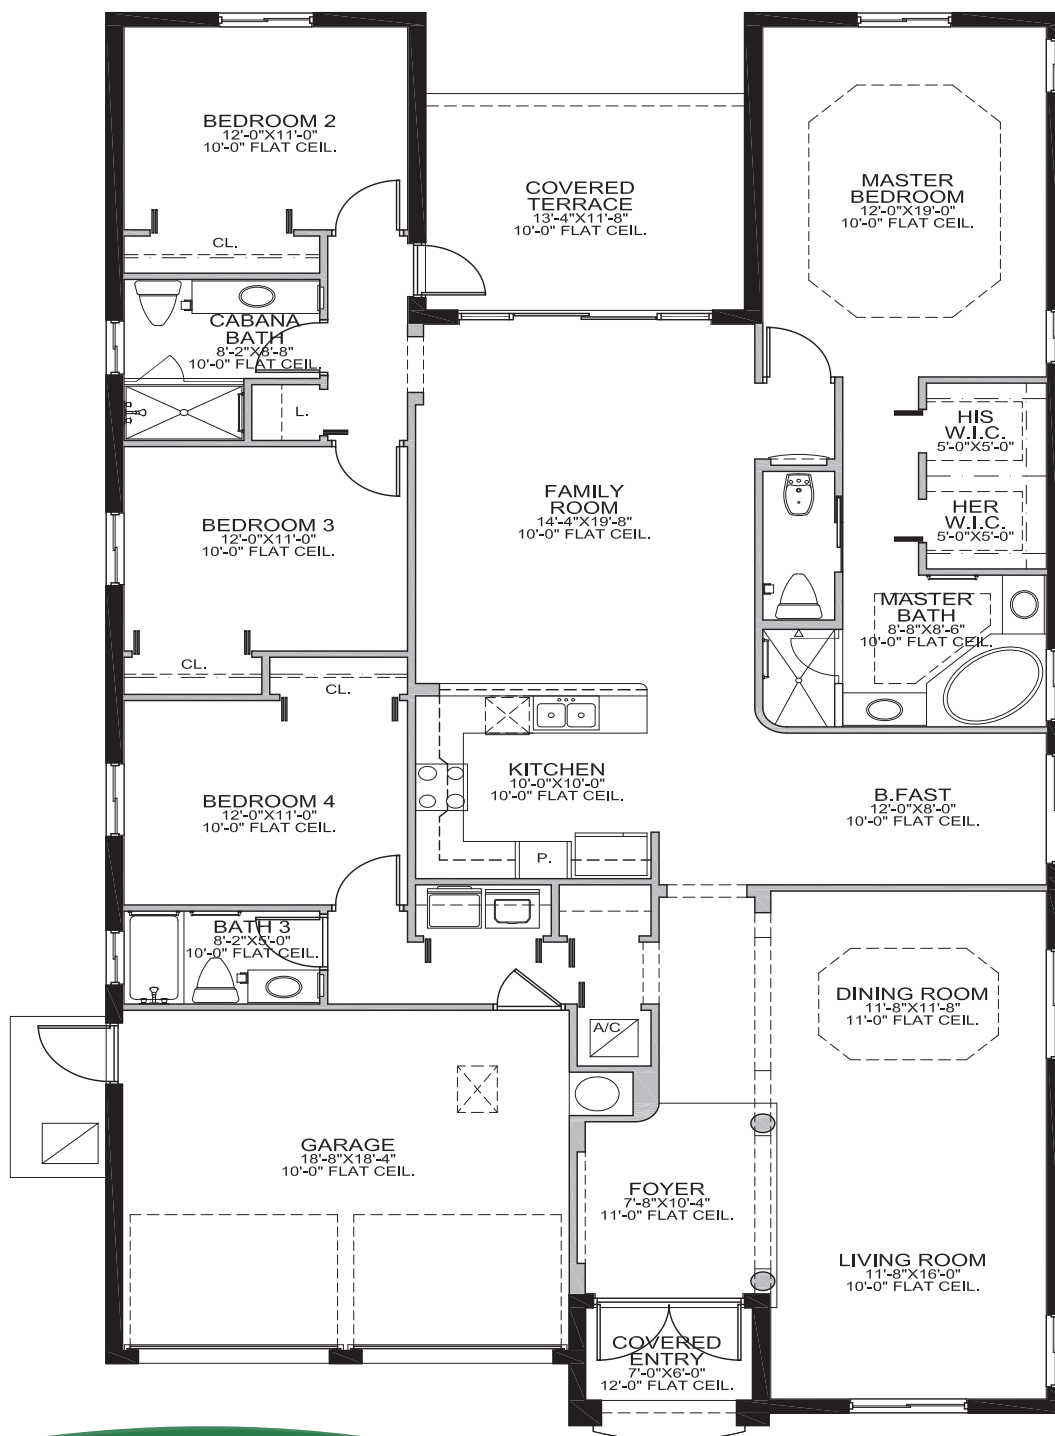 BEDROOM 2
12'-0"X11'-0"
10'-0" FLAT CEIL.
COVERED
TERRACE
13'-4"X11'-8"
10'-0" FLAT CEIL.
MASTER
BEDROOM
12'-0"X19'-0"
10'-0" FLAT CEIL.
CL.
CABANA
BATH
8'-2"X8'-8"
10'-0" FLAT CEIL.
L.
HIS
W.I.C.
5'-0"X5'-0"
FAMILY
ROOM
14'-4"X19'-8"
10'-0" FLAT CEIL.
HER
W.I.C.
5'-0"X5'-0"
BEDROOM 3
12'-0"X11'-0"
10'-0" FLAT CEIL.
MASTER
BATH
8'-8"X8'-6"
10'-0" FLAT CEIL.
CL.
CL.
KITCHEN
10'-0"X10'-0"
10'-0" FLAT CEIL.
B.FAST
12'-0"X8'-0"
10'-0" FLAT CEIL.
BEDROOM 4
12'-0"X11'-0"
10'-0" FLAT CEIL.
P.
BATH 3
8'-2"X5'-0"
10'-0" FLAT CEIL.
DINING ROOM
11'-8"X11'-8"
11'-0" FLAT CEIL.
A/C
GARAGE
18'-8"X18'-4"
10'-0" FLAT CEIL.
FOYER
7'-8"X10'-4"
11'-0" FLAT CEIL.
LIVING ROOM
11'-8"X16'-0"
10'-0" FLAT CEIL.
COVERED
ENTRY
7'-0"X6'-0"
12'-0" FLAT CEIL.